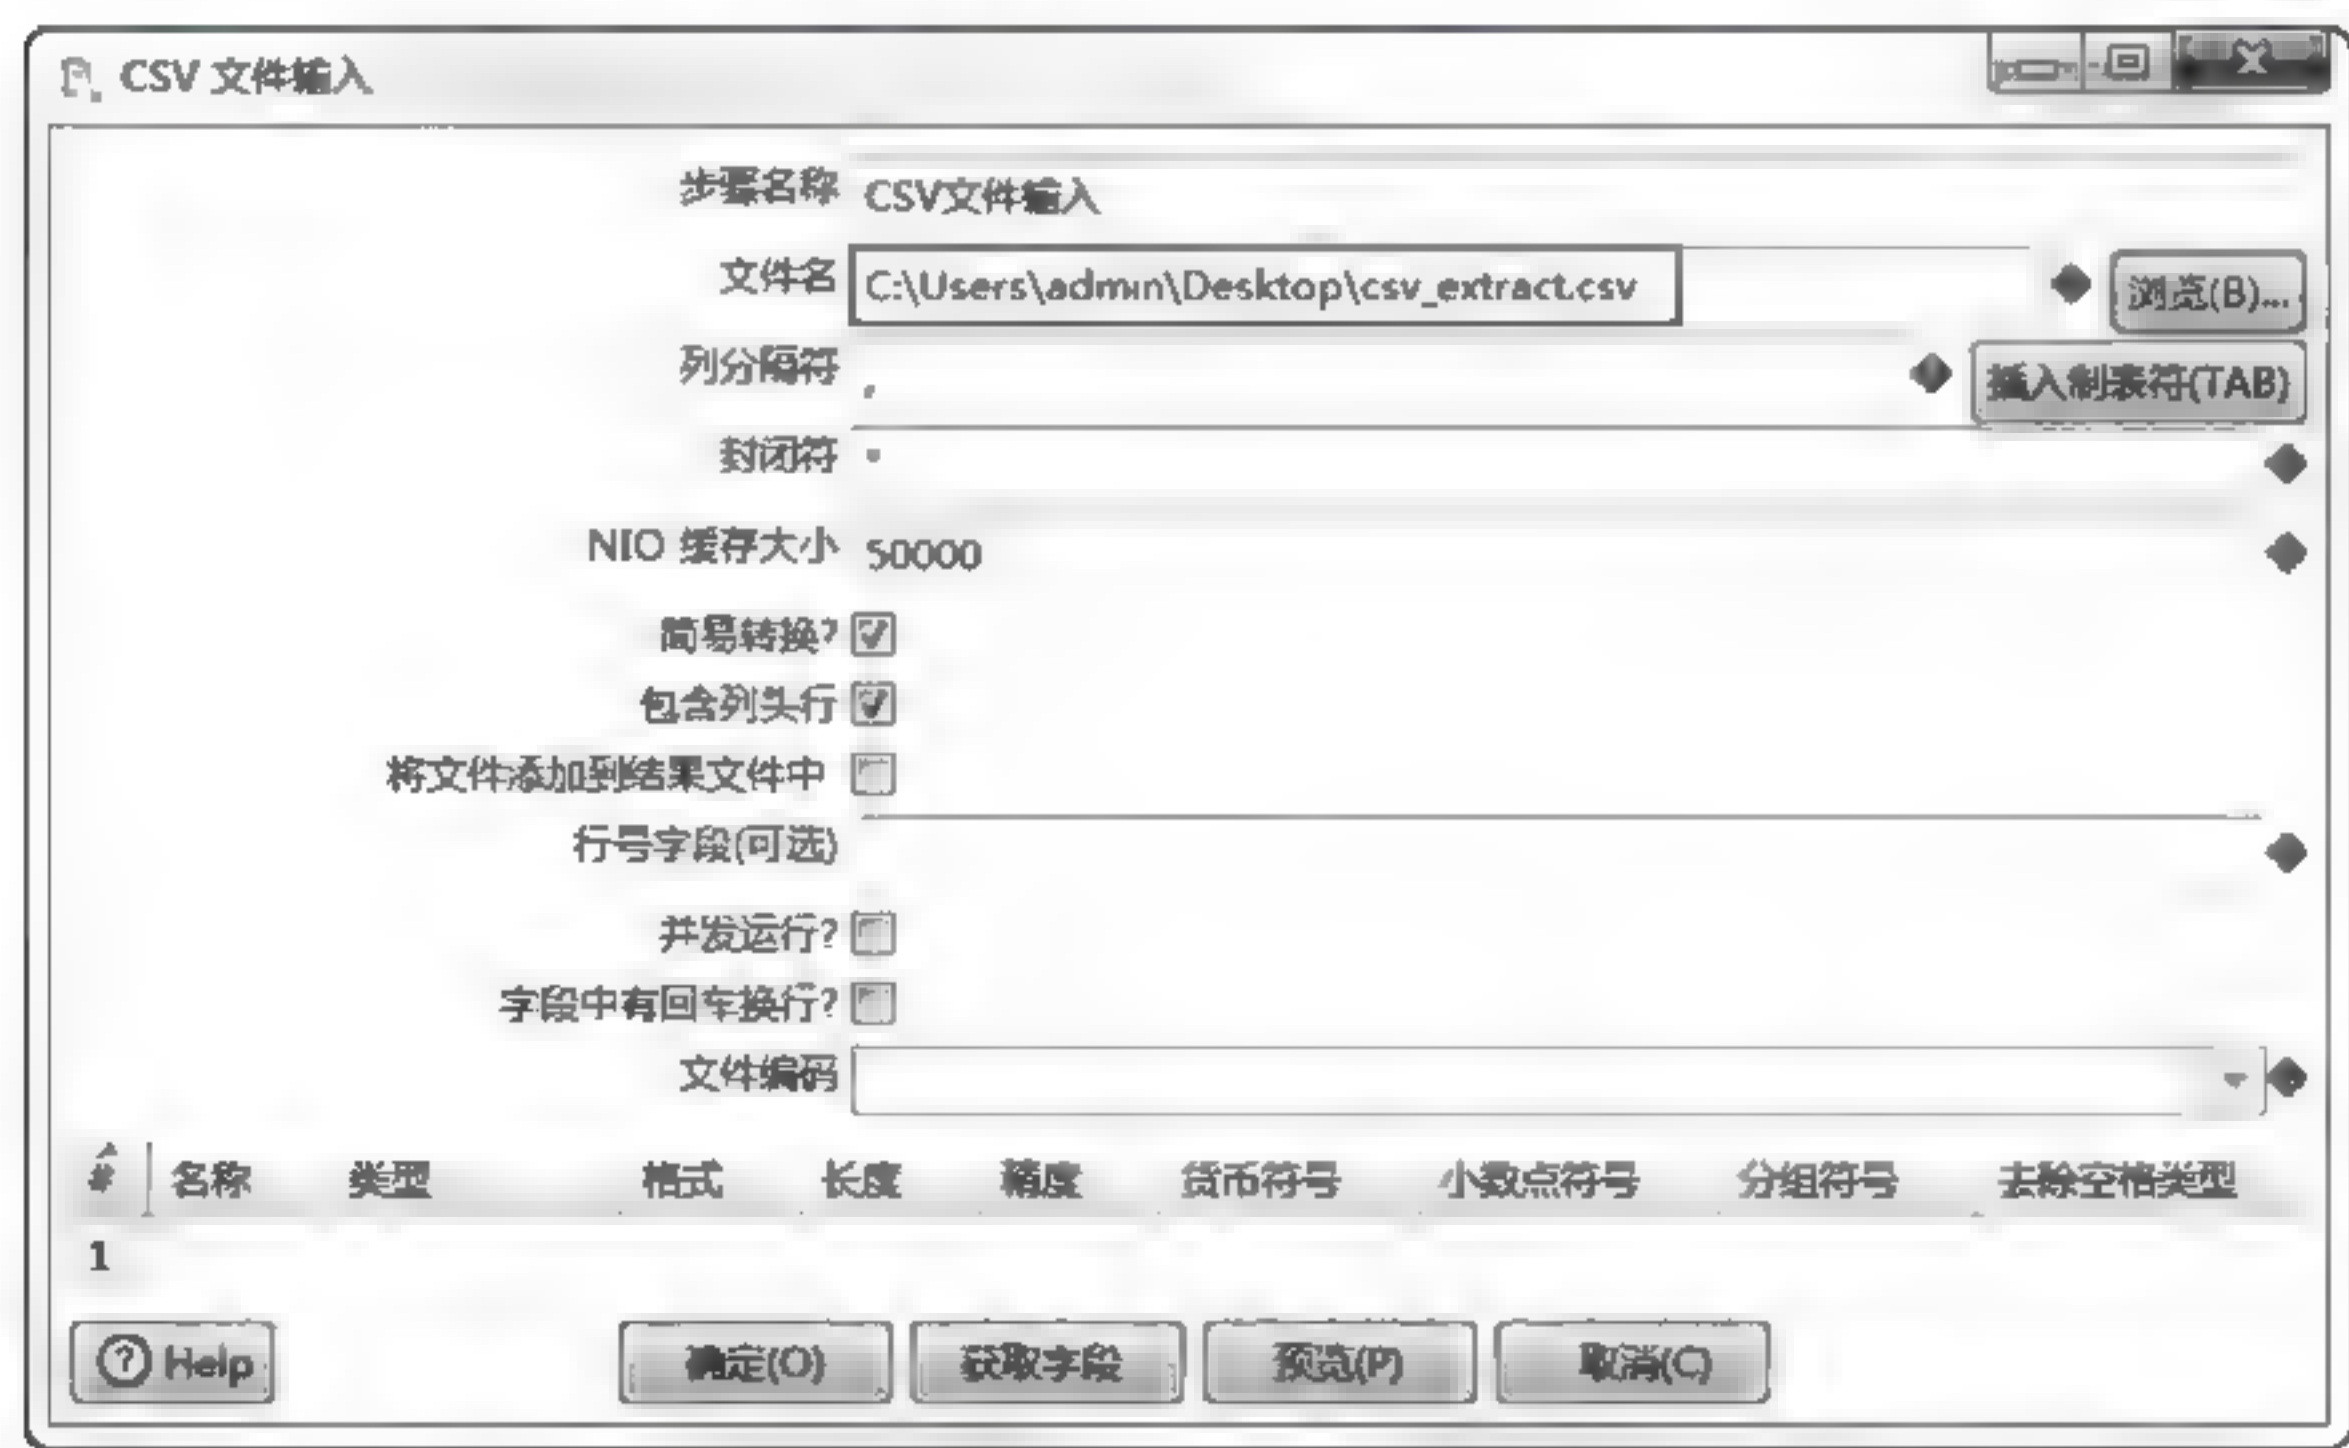 CSV 文件输入
步骤名称 CSV文件输入
文件名 C:\Users\admin\Desktop\csv_extract.csv 浏览(B)...
列分隔符 , 插入制表符(TAB)
封闭符 "
NIO 缓存大小 50000
简易转换?
包含列头行
将文件添加到结果文件中
行号字段(可选)
并发运行?
字段中有回车换行?
文件编码
# 名称 类型 格式 长度 精度 货币符号 小数点符号 分组符号 去除空格类型
1
Help 确定(O) 获取字段 预览(P) 取消(C)